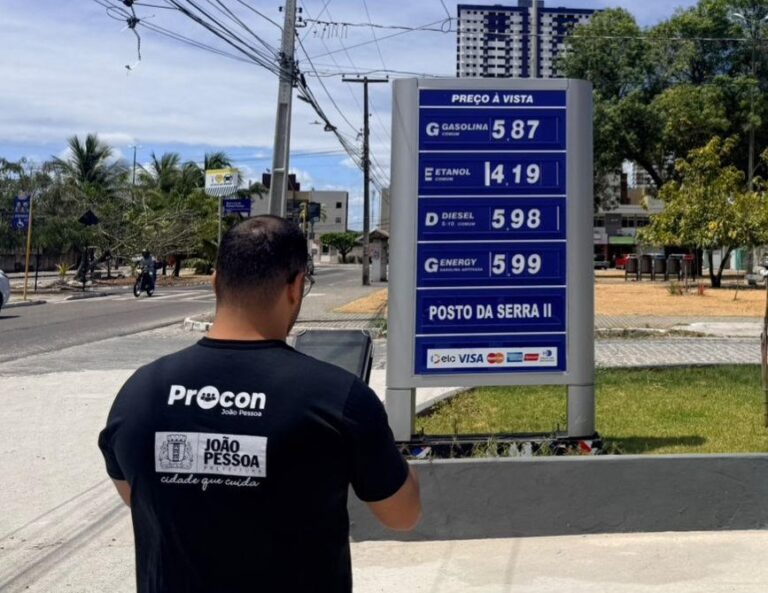 PREÇO À VISTA
G GASOLINA COMUM 5,87
E ETANOL COMUM 4,19
D DIESEL S-10 COMUM 5,98
G ENERGY GASOLINA ADITIVADA 5,99
POSTO DA SERRA II
elo VISA
Procon
João Pessoa
JOÃO
PESSOA
PREFEITURA
cidade que cuida